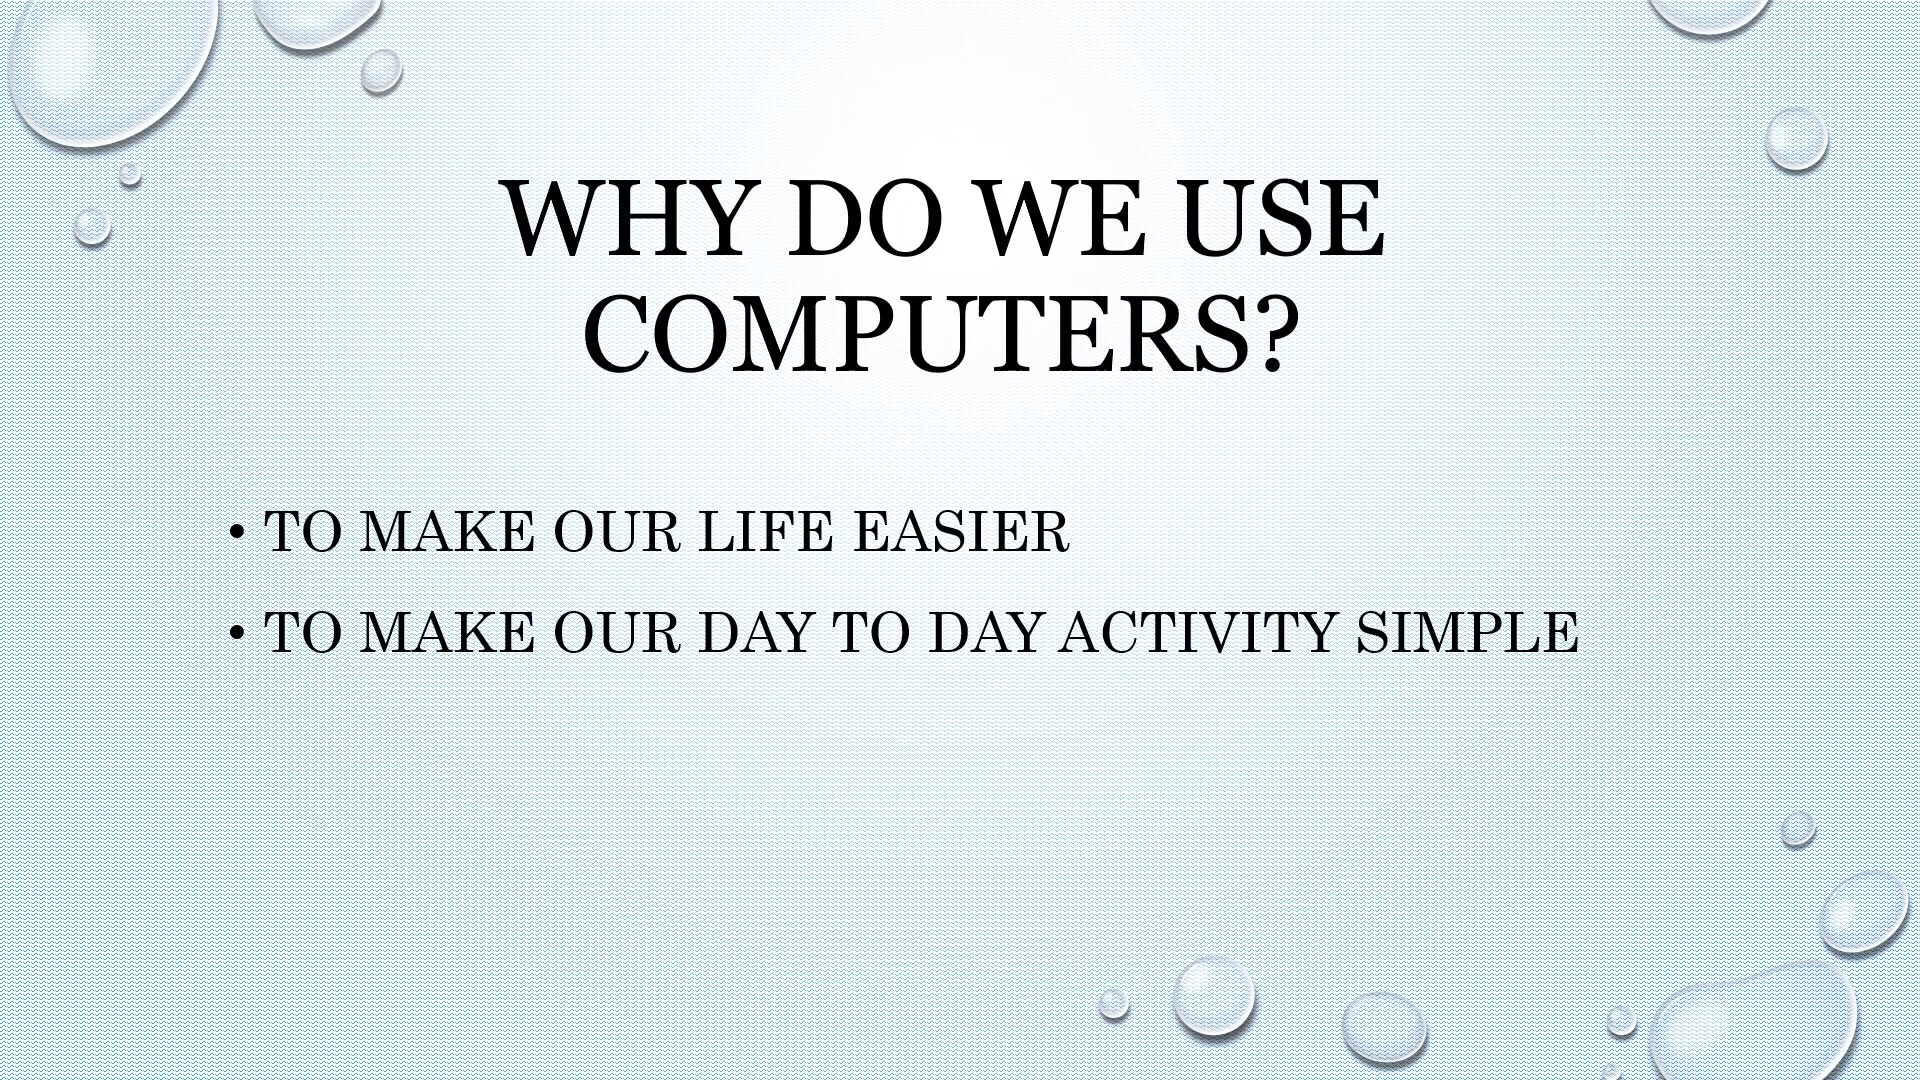 WHY DO WE USE
COMPUTERS?
• TO MAKE OUR LIFE EASIER
• TO MAKE OUR DAY TO DAY ACTIVITY SIMPLE